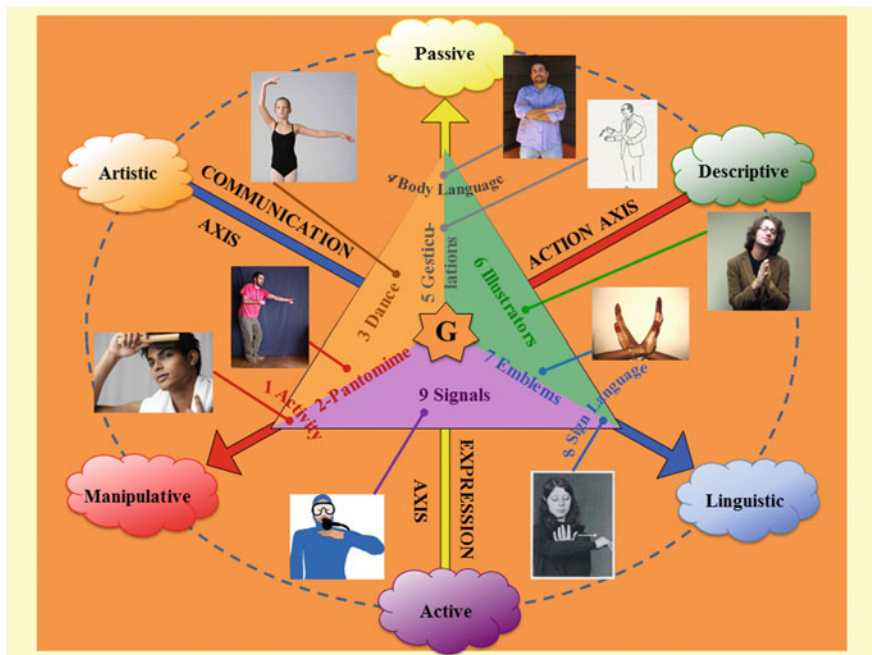 Passive
Artistic
Descriptive
COMMUNICATION
AXIS
ACTION AXIS
4 Body Language
5 Gesticu-
lations
6 Illustrators
3 Dance
G
7 Emblems
2-Pantomime
1 Activity
9 Signals
8 Sign Language
Manipulative
Linguistic
EXPRESSION
AXIS
Active